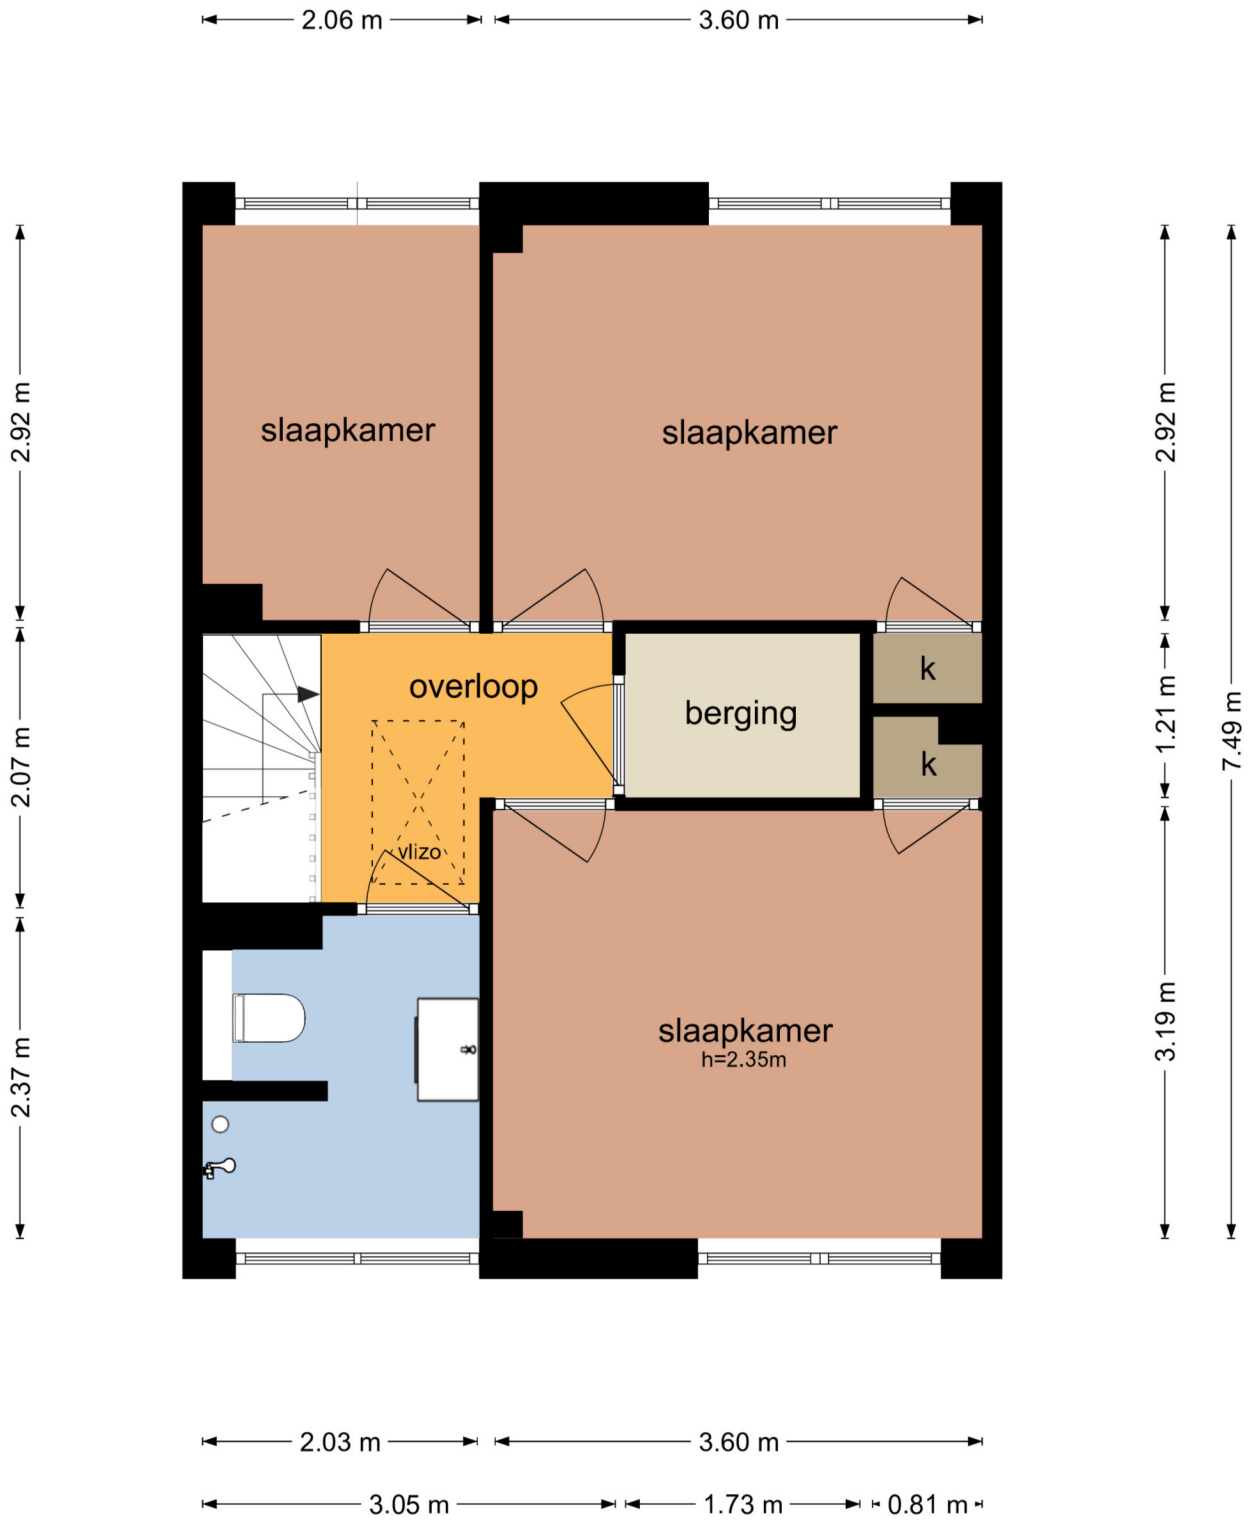 2.06 m
3.60 m
2.92 m
slaapkamer
slaapkamer
2.92 m
overloop
k
berging
1.21 m
7.49 m
2.07 m
k
vlizo
slaapkamer
h=2.35m
3.19 m
2.37 m
2.03 m
3.60 m
3.05 m
1.73 m
0.81 m